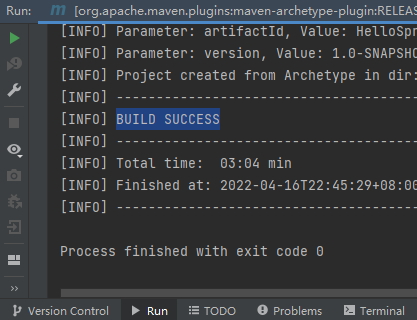 Run: m [org.apache.maven.plugins:maven-archetype-plugin:RELEAS
[INFO] Parameter: artifactId, Value: HelloSpr
[INFO] Parameter: version, Value: 1.0-SNAPSHO
[INFO] Project created from Archetype in dir:
[INFO] ----------------------------------------
[INFO] BUILD SUCCESS
[INFO] ----------------------------------------
[INFO] Total time:  03:04 min
[INFO] Finished at: 2022-04-16T22:45:29+08:00
[INFO] ----------------------------------------
Process finished with exit code 0
Version Control Run TODO Problems Terminal